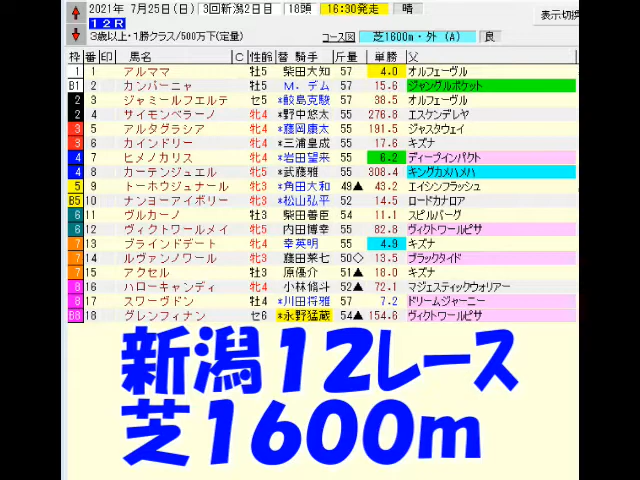 2021年 7月25日(日) 3回新潟2日目 18頭 16:30発走 晴 表示切換
12R
3歳以上・1勝クラス/500万下(定量) コース図 芝1600m・外 (A) 良
枠 番 印 馬名 C 性齢 替 騎手 斤量 単勝 父
1 1 アルママ 牡5 柴田大知 57 4.0 オルフェーヴル
B1 2 カンバーニャ 牡5 M.デム 57 15.6 ジャングルポケット
2 3 ジャミールフエルテ セ5 *鮫島克駿 57 38.5 オルフェーヴル
2 4 サイモンベラーノ 牝4 *野中悠太 55 276.8 エスケンデレヤ
3 5 アルタグラシア 牝4 *藤岡康太 55 191.5 ジャスタウェイ
3 6 カインドリー 牝4 *三浦皇成 55 17.6 キズナ
4 7 ヒメノカリス 牝4 *岩田望来 55 6.2 ディープインパクト
4 8 カーテンジュエル 牝5 *武藤雅 55 308.4 キングカメハメハ
5 9 トーホウジュナール 牝3 *角田大和 49▲ 43.2 エイシンフラッシュ
B5 10 ナンヨーアイボリー 牝3 *松山弘平 52 14.5 ロードカナロア
6 11 ヴルカーノ 牡3 柴田善臣 54 11.1 スピルバーグ
6 12 ヴィクトワールメイ 牝5 内田博幸 55 82.8 ヴィクトワールピサ
7 13 ブラインドデート 牝4 幸英明 55 4.9 キズナ
7 14 ルヴァンノワール 牝4 藤田菜七 50◇ 13.5 ブラックタイド
7 15 アクセル 牡3 原優介 51▲ 18.0 キズナ
8 16 ハローキャンディ 牝4 *小林脩斗 52▲ 72.1 マジェスティックウォリアー
8 17 スワーヴドン 牡4 *川田将雅 57 7.2 ドリームジャーニー
B8 18 グレンフィナン セ6 *永野猛蔵 54▲ 154.6 ヴィクトワールピサ
新潟12レース
芝1600m